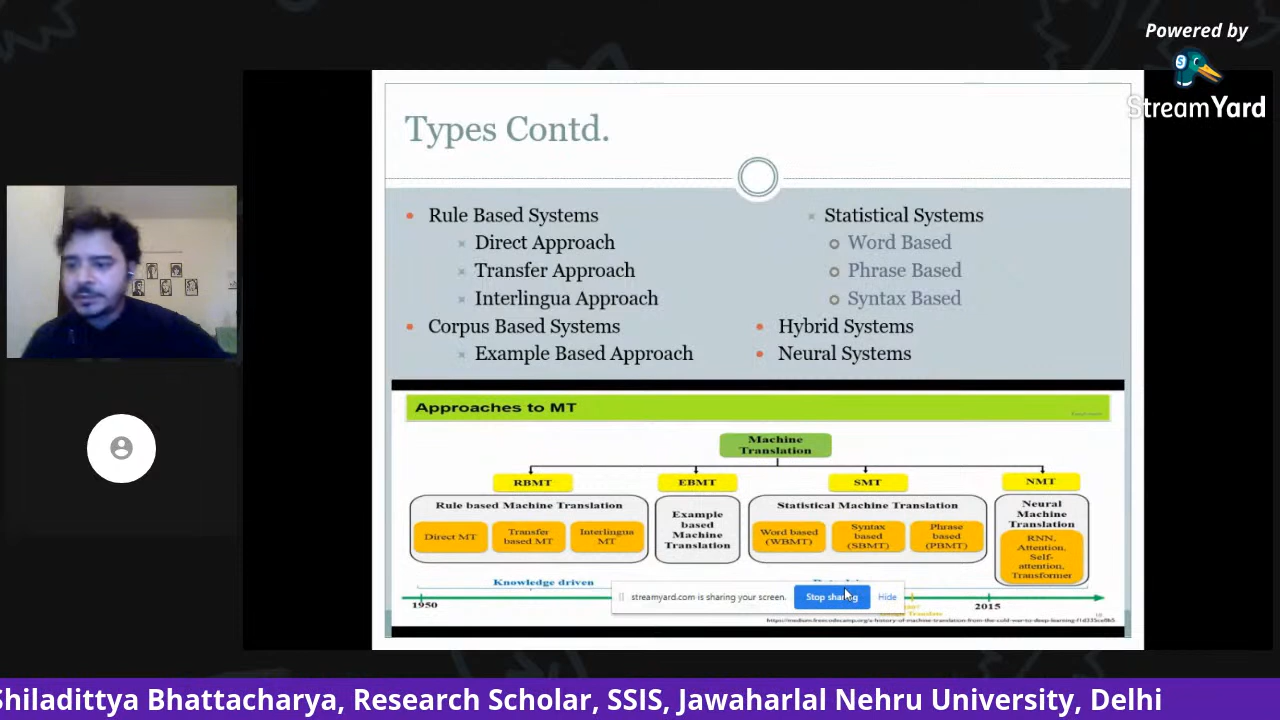 Powered by
StreamYard
Types Contd.
Rule Based Systems
Direct Approach
Transfer Approach
Interlingua Approach
Corpus Based Systems
Example Based Approach
Statistical Systems
Word Based
Phrase Based
Syntax Based
Hybrid Systems
Neural Systems
Approaches to MT
Machine
Translation
RBMT
EBMT
SMT
NMT
Rule based Machine Translation
Direct MT
Transfer
based MT
Interlingua
MT
Example
based
Machine
Translation
Statistical Machine Translation
Word based
(WBMT)
Syntax
based
(SBMT)
Phrase
based
(PBMT)
Neural
Machine
Translation
RNN,
Attention,
Self-
attention,
Transformer
Knowledge driven
1950
2015
streamyard.com is sharing your screen.
Stop sharing
Hide
Shiladittya Bhattacharya, Research Scholar, SSIS, Jawaharlal Nehru University, Delhi